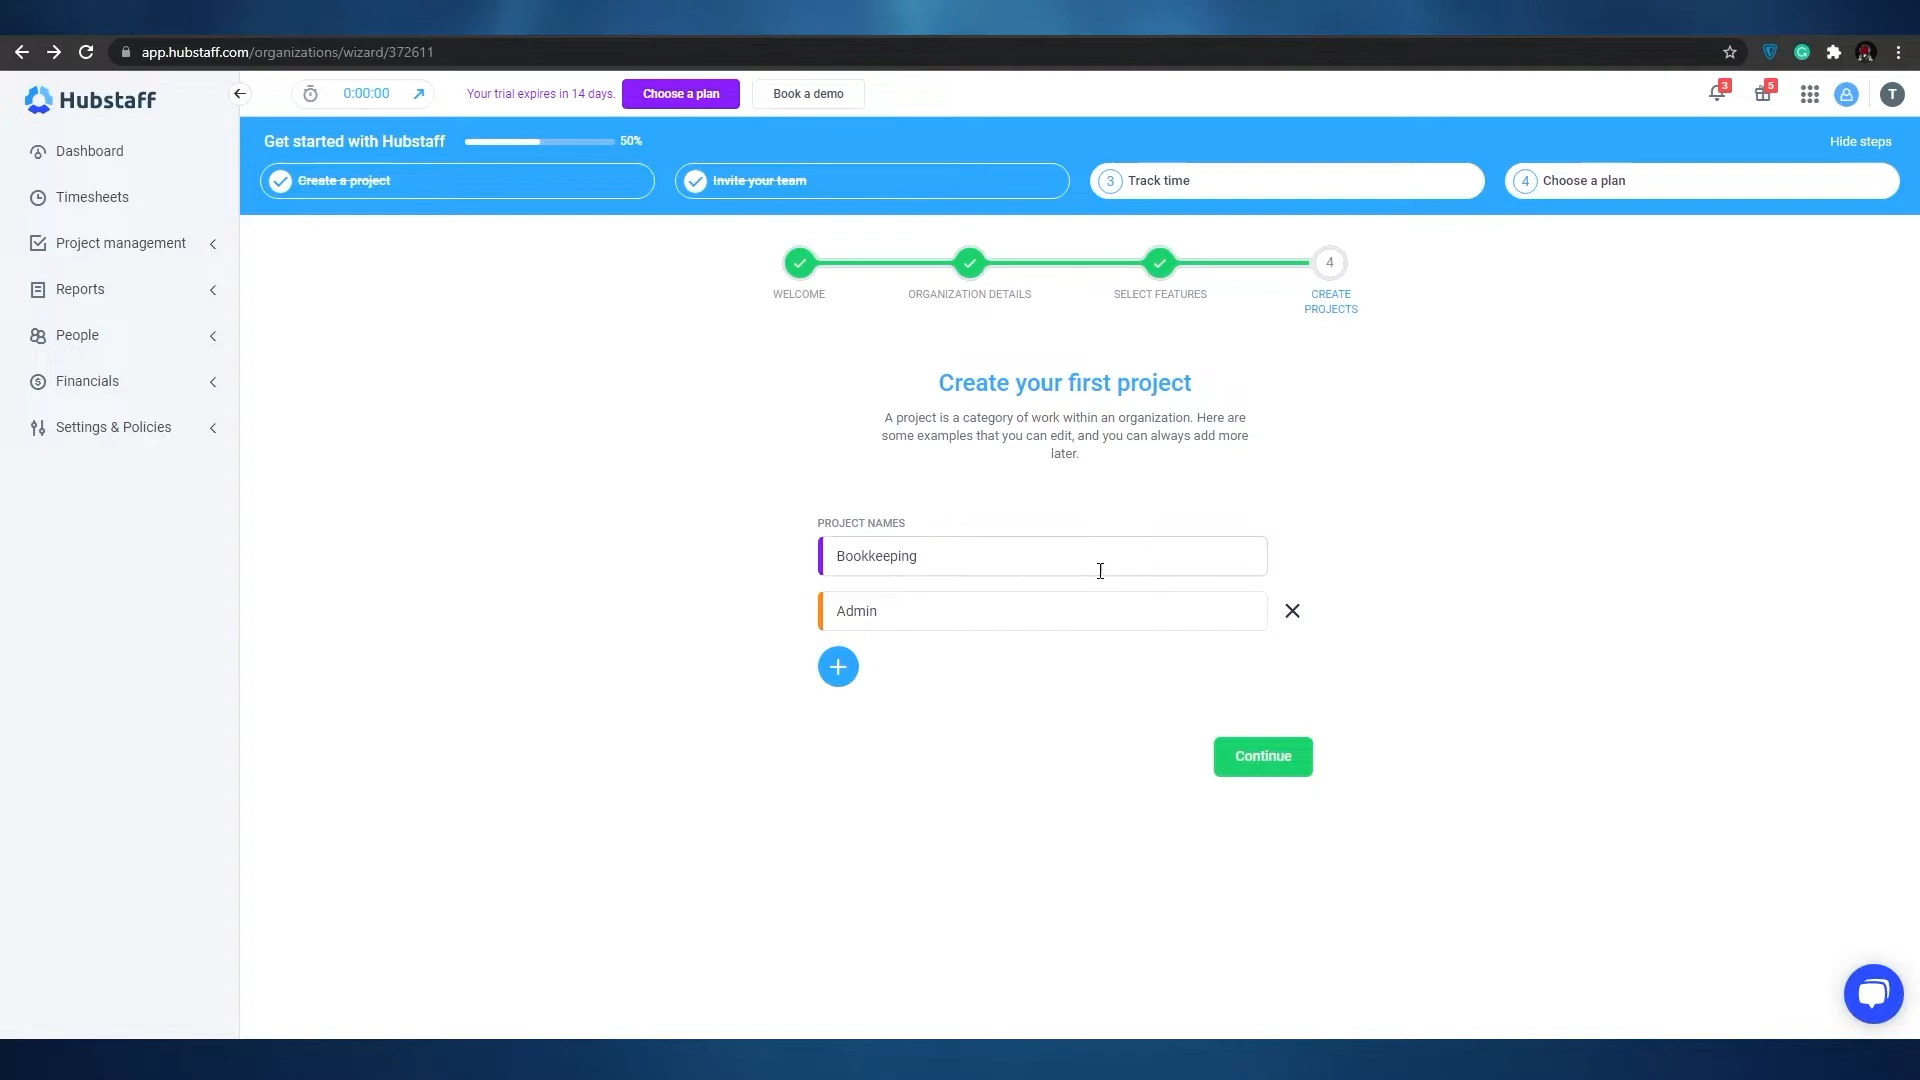 app.hubstaff.com/organizations/wizard/372611
Hubstaff
0:00:00
Your trial expires in 14 days.
Choose a plan
Book a demo
3
5
T
Dashboard
Timesheets
Project management
Reports
People
Financials
Settings & Policies
Get started with Hubstaff
50%
Hide steps
Create a project
Invite your team
3 Track time
4 Choose a plan
4
WELCOME
ORGANIZATION DETAILS
SELECT FEATURES
CREATE
PROJECTS
Create your first project
A project is a category of work within an organization. Here are
some examples that you can edit, and you can always add more
later.
PROJECT NAMES
Bookkeeping
Admin
Continue